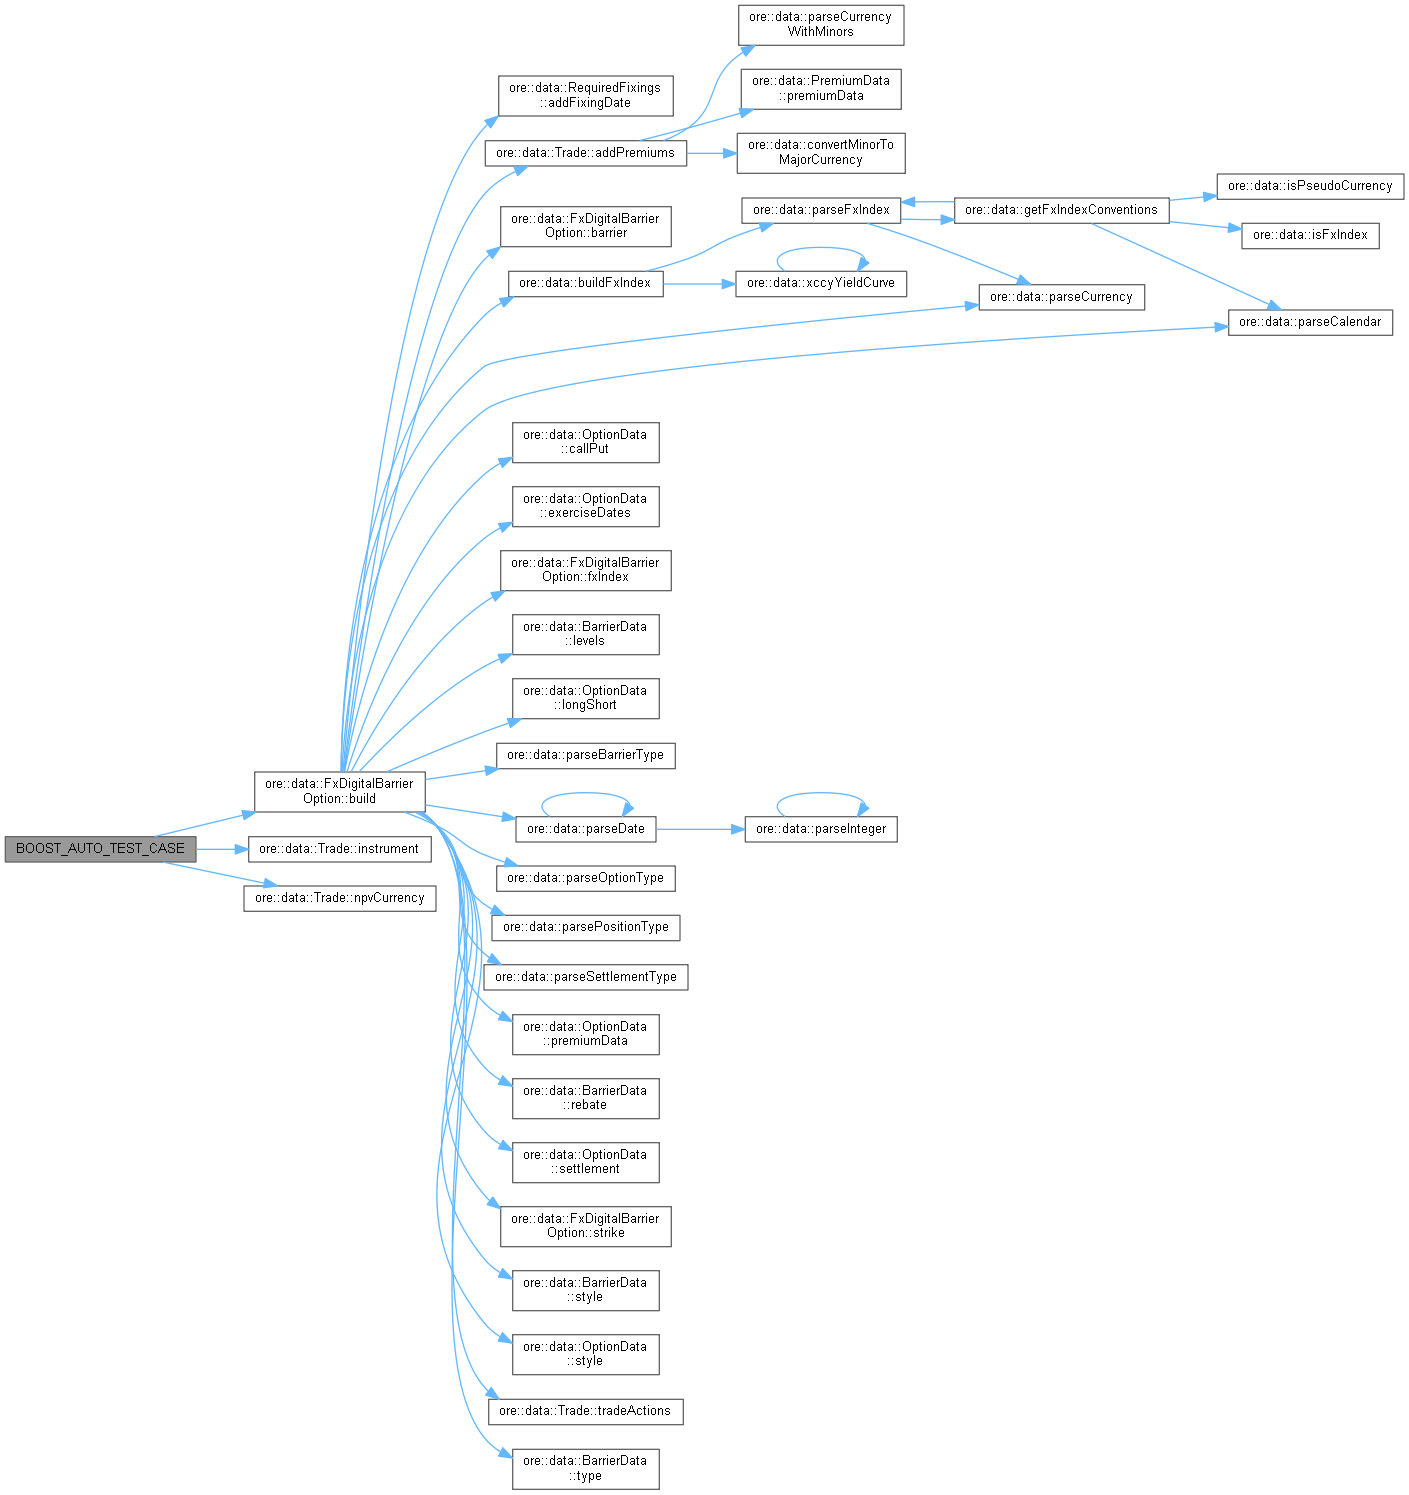 ore::data::parseCurrency
WithMinors
ore::data::RequiredFixings
::addFixingDate
ore::data::PremiumData
::premiumData
ore::data::Trade::addPremiums
ore::data::convertMinorTo
MajorCurrency
ore::data::isPseudoCurrency
ore::data::FxDigitalBarrier
Option::barrier
ore::data::parseFxIndex
ore::data::getFxIndexConventions
ore::data::isFxIndex
ore::data::buildFxIndex
ore::data::xccyYieldCurve
ore::data::parseCurrency
ore::data::parseCalendar
ore::data::OptionData
::callPut
ore::data::OptionData
::exerciseDates
ore::data::FxDigitalBarrier
Option::fxIndex
ore::data::BarrierData
::levels
ore::data::OptionData
::longShort
ore::data::parseBarrierType
ore::data::FxDigitalBarrier
Option::build
ore::data::parseDate
ore::data::parseInteger
BOOST_AUTO_TEST_CASE
ore::data::Trade::instrument
ore::data::parseOptionType
ore::data::Trade::npvCurrency
ore::data::parsePositionType
ore::data::parseSettlementType
ore::data::OptionData
::premiumData
ore::data::BarrierData
::rebate
ore::data::OptionData
::settlement
ore::data::FxDigitalBarrier
Option::strike
ore::data::BarrierData
::style
ore::data::OptionData
::style
ore::data::Trade::tradeActions
ore::data::BarrierData
::type